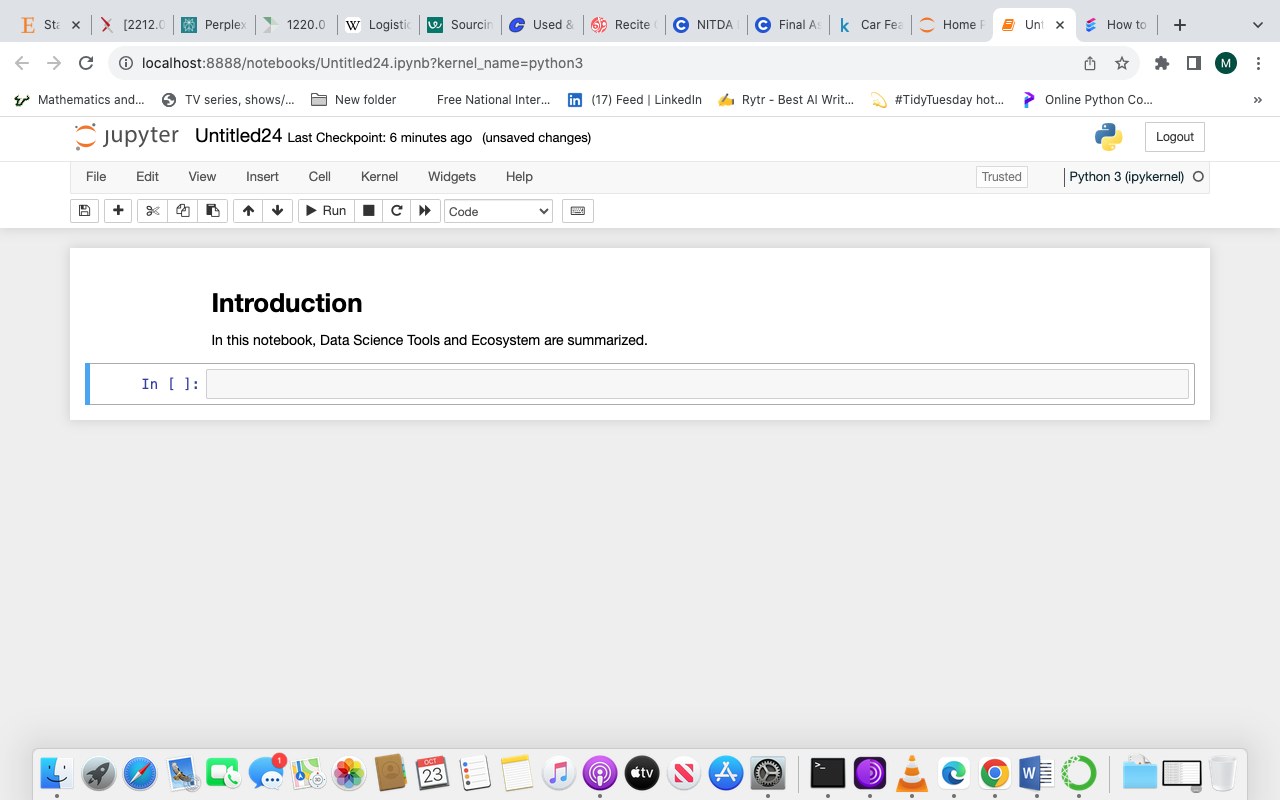 Sta
[2212.0
Perplex
1220.0
Logistic
Sourcin
Used &
Recite
NITDA
Final As
Car Fea
Home P
Unt
How to
localhost:8888/notebooks/Untitled24.ipynb?kernel_name=python3
M
Mathematics and...
TV series, shows/...
New folder
Free National Inter...
(17) Feed | LinkedIn
Rytr - Best AI Writ...
#TidyTuesday hot...
Online Python Co...
»
jupyter Untitled24 Last Checkpoint: 6 minutes ago (unsaved changes)
Logout
File Edit View Insert Cell Kernel Widgets Help
Trusted
Python 3 (ipykernel)
Run
Code
Introduction
In this notebook, Data Science Tools and Ecosystem are summarized.
In [ ]:
1
OCT
23
tv